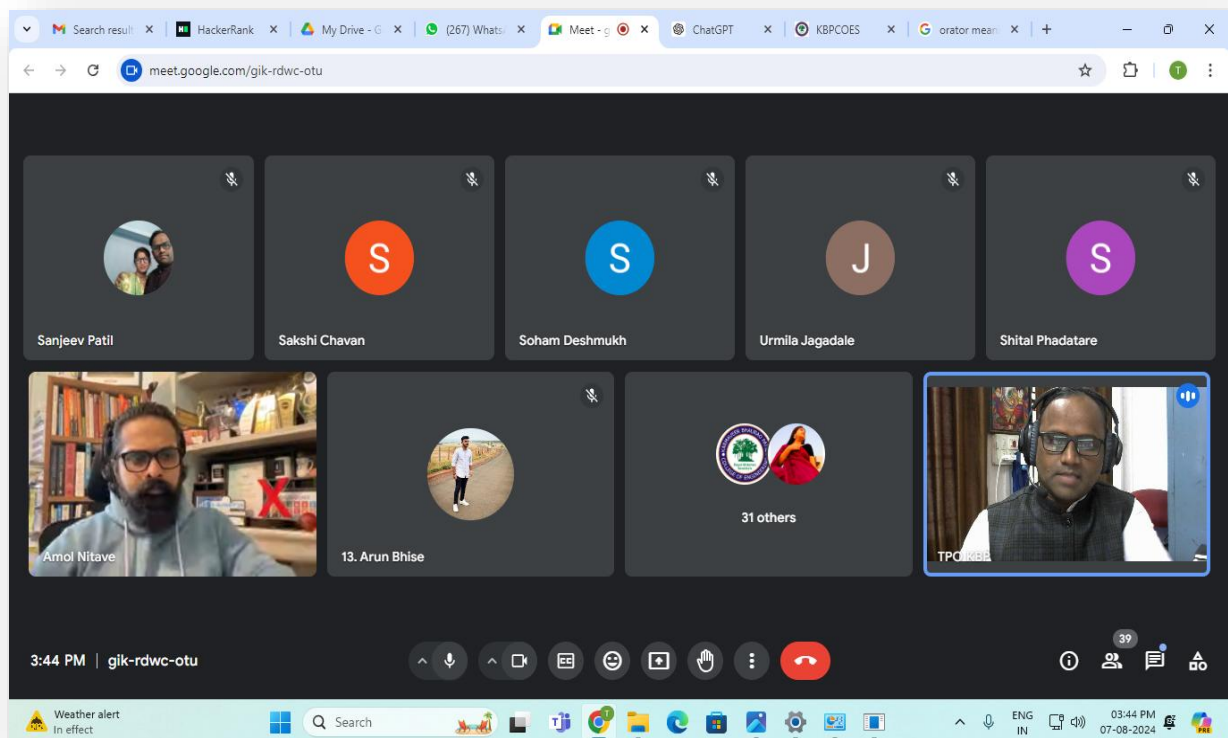 Search result
HackerRank
My Drive - G
(267) Whats
Meet - g
ChatGPT
KBPCOES
orator mean
meet.google.com/gik-rdwc-otu
T
S
S
J
S
Sanjeev Patil
Sakshi Chavan
Soham Deshmukh
Urmila Jagadale
Shital Phadatare
X
31 others
Amol Nitave
13. Arun Bhise
TPO KBP
3:44 PM | gik-rdwc-otu
39
Weather alert
In effect
Search
ENG
IN
03:44 PM
07-08-2024
PRE